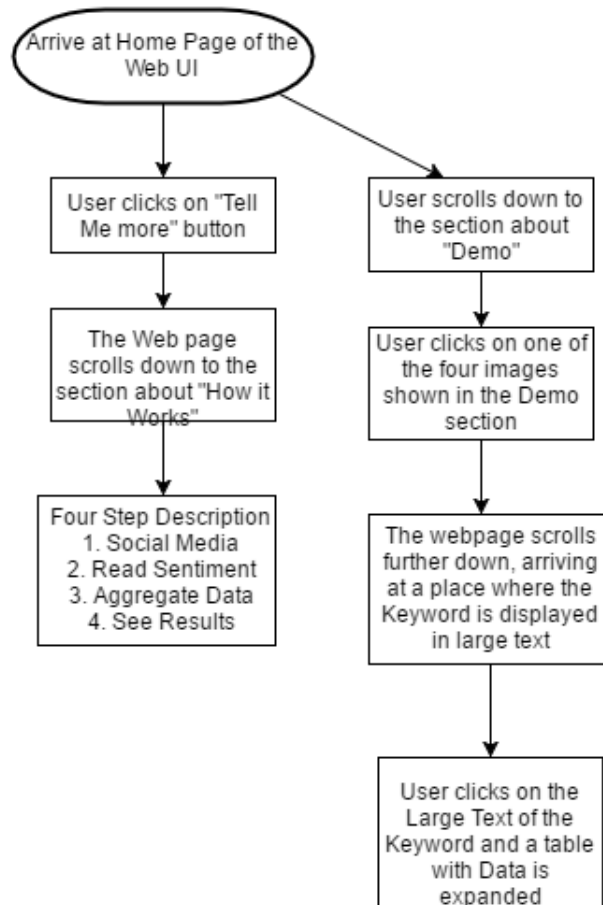 Arrive at Home Page of the
Web UI
User clicks on "Tell
Me more" button
The Web page
scrolls down to the
section about "How it
Works"
Four Step Description
1. Social Media
2. Read Sentiment
3. Aggregate Data
4. See Results
User scrolls down to
the section about
"Demo"
User clicks on one of
the four images
shown in the Demo
section
The webpage scrolls
further down, arriving
at a place where the
Keyword is displayed
in large text
User clicks on the
Large Text of the
Keyword and a table
with Data is
expanded